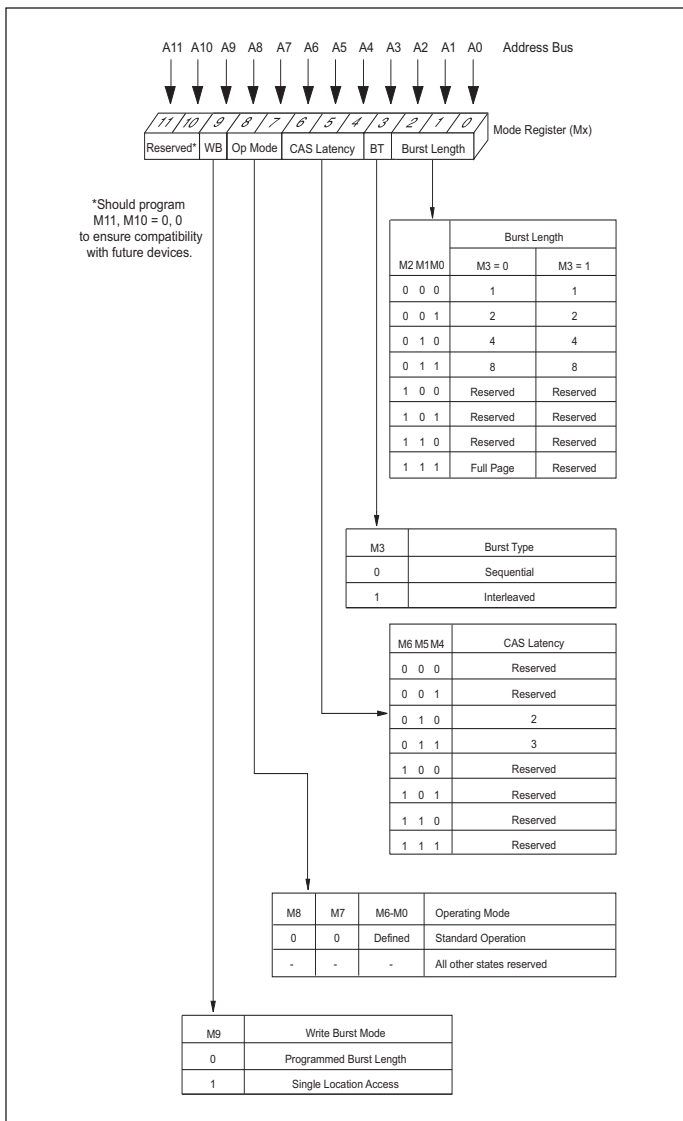 A11 A10 A9 A8 A7 A6 A5 A4 A3 A2 A1 A0 Address Bus
11 10 9 8 7 6 5 4 3 2 1 0
Mode Register (Mx)
Reserved* WB Op Mode CAS Latency BT Burst Length
*Should program
M11, M10 = 0, 0
to ensure compatibility
with future devices.
Burst Length
M2 M1M0 M3 = 0 M3 = 1
0 0 0 1 1
0 0 1 2 2
0 1 0 4 4
0 1 1 8 8
1 0 0 Reserved Reserved
1 0 1 Reserved Reserved
1 1 0 Reserved Reserved
1 1 1 Full Page Reserved
M3 Burst Type
0 Sequential
1 Interleaved
M6 M5 M4 CAS Latency
0 0 0 Reserved
0 0 1 Reserved
0 1 0 2
0 1 1 3
1 0 0 Reserved
1 0 1 Reserved
1 1 0 Reserved
1 1 1 Reserved
M8 M7 M6-M0 Operating Mode
0 0 Defined Standard Operation
- - - All other states reserved
M9 Write Burst Mode
0 Programmed Burst Length
1 Single Location Access